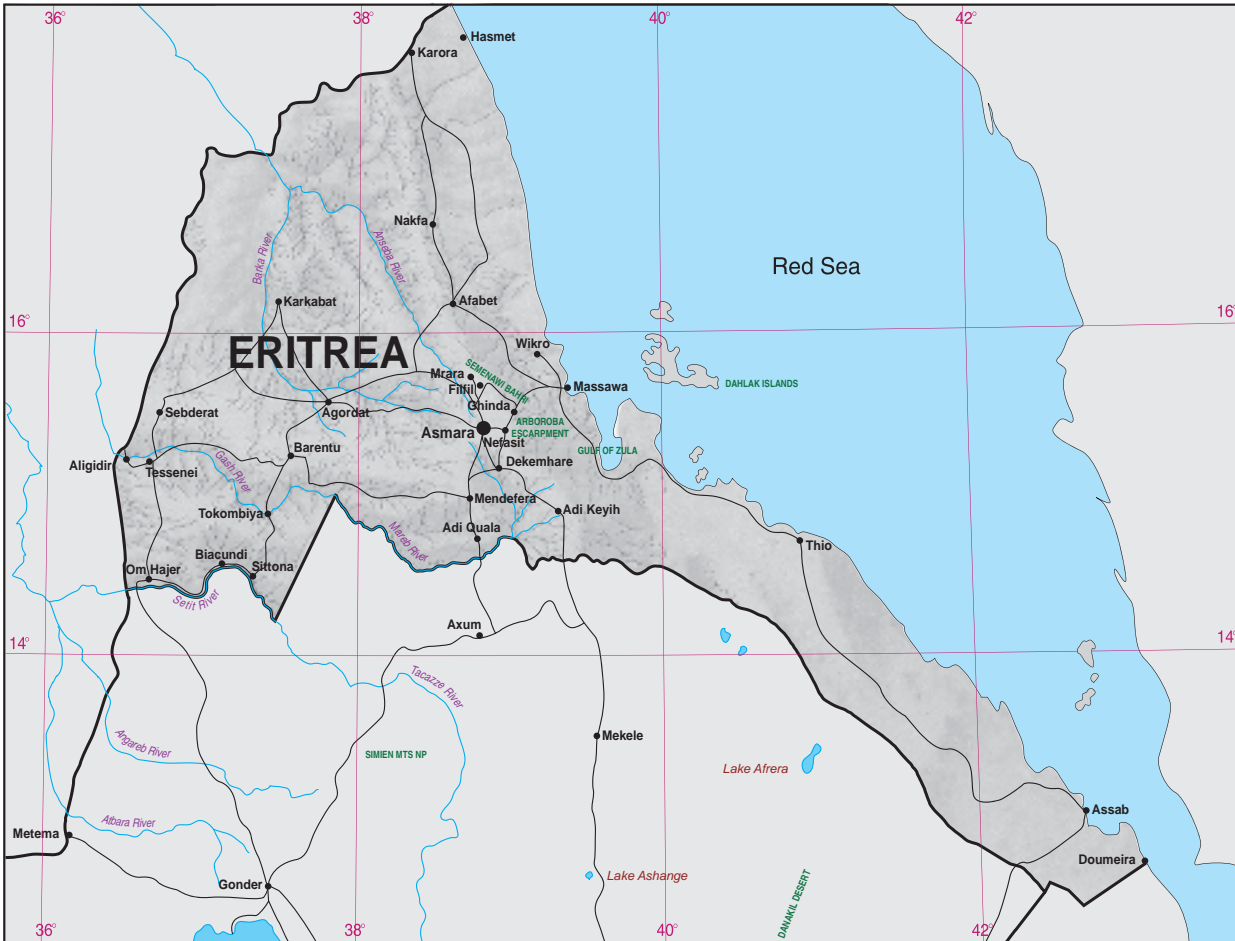 36°
38°
40°
42°
Hasmet
Karora
Nakfa
Barka River
Anseba River
Red Sea
Karkabat
Afabet
16°
16°
ERITREA
Wikro
Mrara
SEMENAWI BAHRI
Filfil
Massawa
DAHLAK ISLANDS
Sebderat
Agordat
Ghinda
ARBOROBA
ESCARPMENT
Asmara
Nefasit
GULF OF ZULA
Barentu
Aligidir
Tessenei
Gash River
Dekemhare
Mendefera
Adi Keyih
Tokombiya
Adi Quala
Mareb River
Thio
Biacundi
Om Hajer
Sittona
Setit River
Axum
14°
14°
Tacazze River
Angareb River
SIMIEN MTS NP
Mekele
Lake Afrera
Assab
Atbara River
Metema
Doumeira
Gonder
Lake Ashange
DANAKIL DESERT
36°
38°
40°
42°